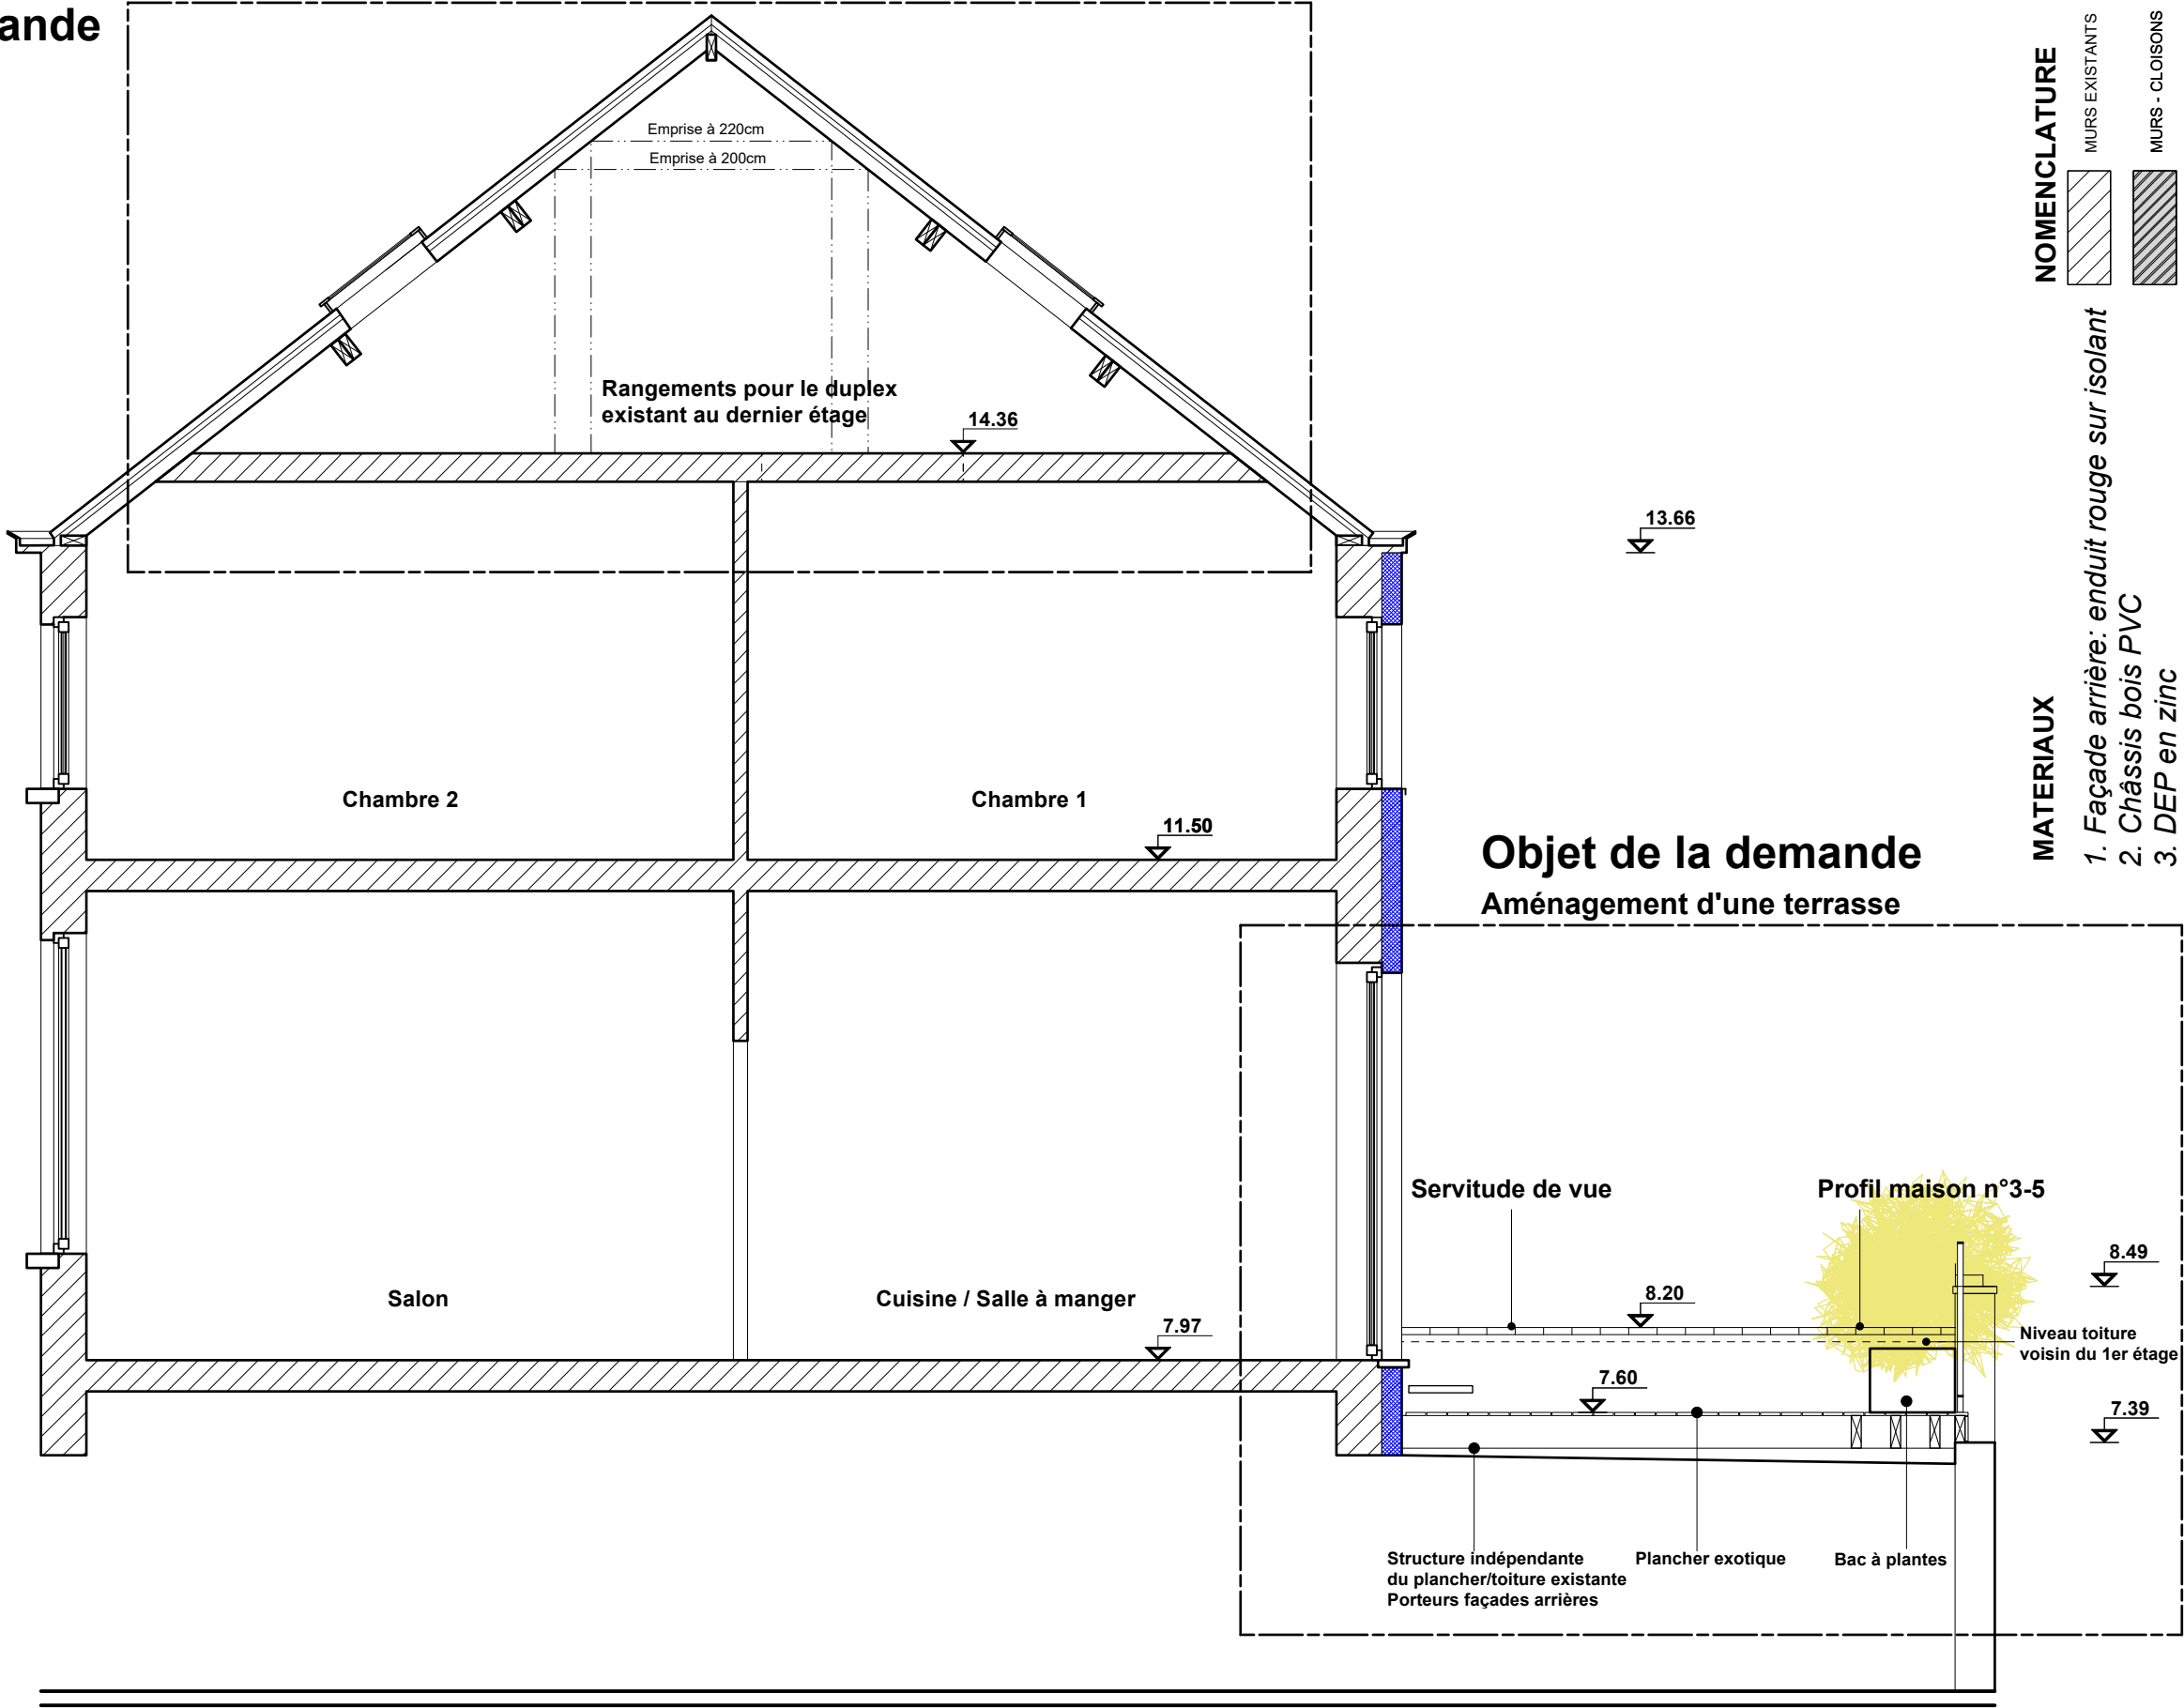 ande
Emprise à 220cm
Emprise à 200cm
Rangements pour le duplex
existant au dernier étage
14.36
13.66
Chambre 2
Chambre 1
11.50
Objet de la demande
Aménagement d'une terrasse
Servitude de vue
Profil maison n°3-5
8.49
8.20
Salon
Cuisine / Salle à manger
7.97
Niveau toiture
voisin du 1er étage
7.60
7.39
Structure indépendante
du plancher/toiture existante
Porteurs façades arrières
Plancher exotique
Bac à plantes
NOMENCLATURE
MURS EXISTANTS
MURS - CLOISONS
MATERIAUX
1. Façade arrière: enduit rouge sur isolant
2. Châssis bois PVC
3. DEP en zinc